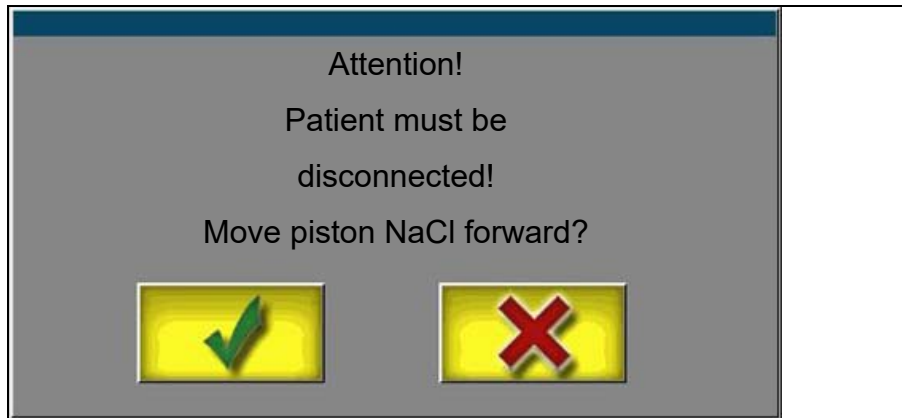 Attention!
Patient must be
disconnected!
Move piston NaCl forward?